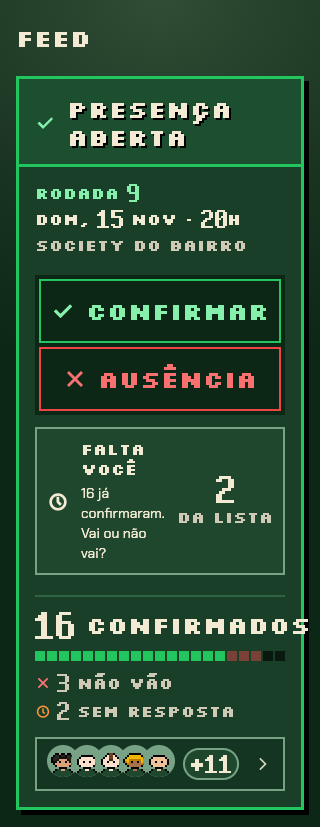 FEED
PRESENÇA
ABERTA
RODADA 9
DOM, 15 NOV · 20H
SOCIETY DO BAIRRO
CONFIRMAR
AUSÊNCIA
FALTA
VOCÊ
16 já
confirmaram.
Vai ou não
vai?
2
DA LISTA
16 CONFIRMADOS
3 NÃO VÃO
2 SEM RESPOSTA
+11